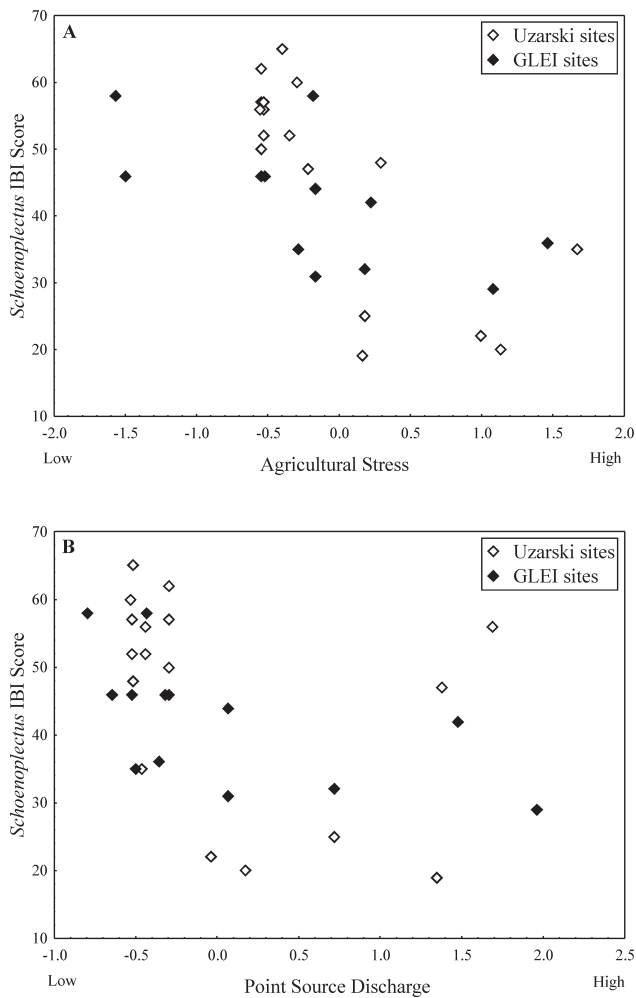 70
A
Uzarski sites
GLEI sites
60
50
40
30
20
10
Schoenoplectus IBI Score
-2.0 -1.5 -1.0 -0.5 0.0 0.5 1.0 1.5 2.0
Low Agricultural Stress High
70
B
Uzarski sites
GLEI sites
60
50
40
30
20
10
Schoenoplectus IBI Score
-1.0 -0.5 0.0 0.5 1.0 1.5 2.0 2.5
Low Point Source Discharge High